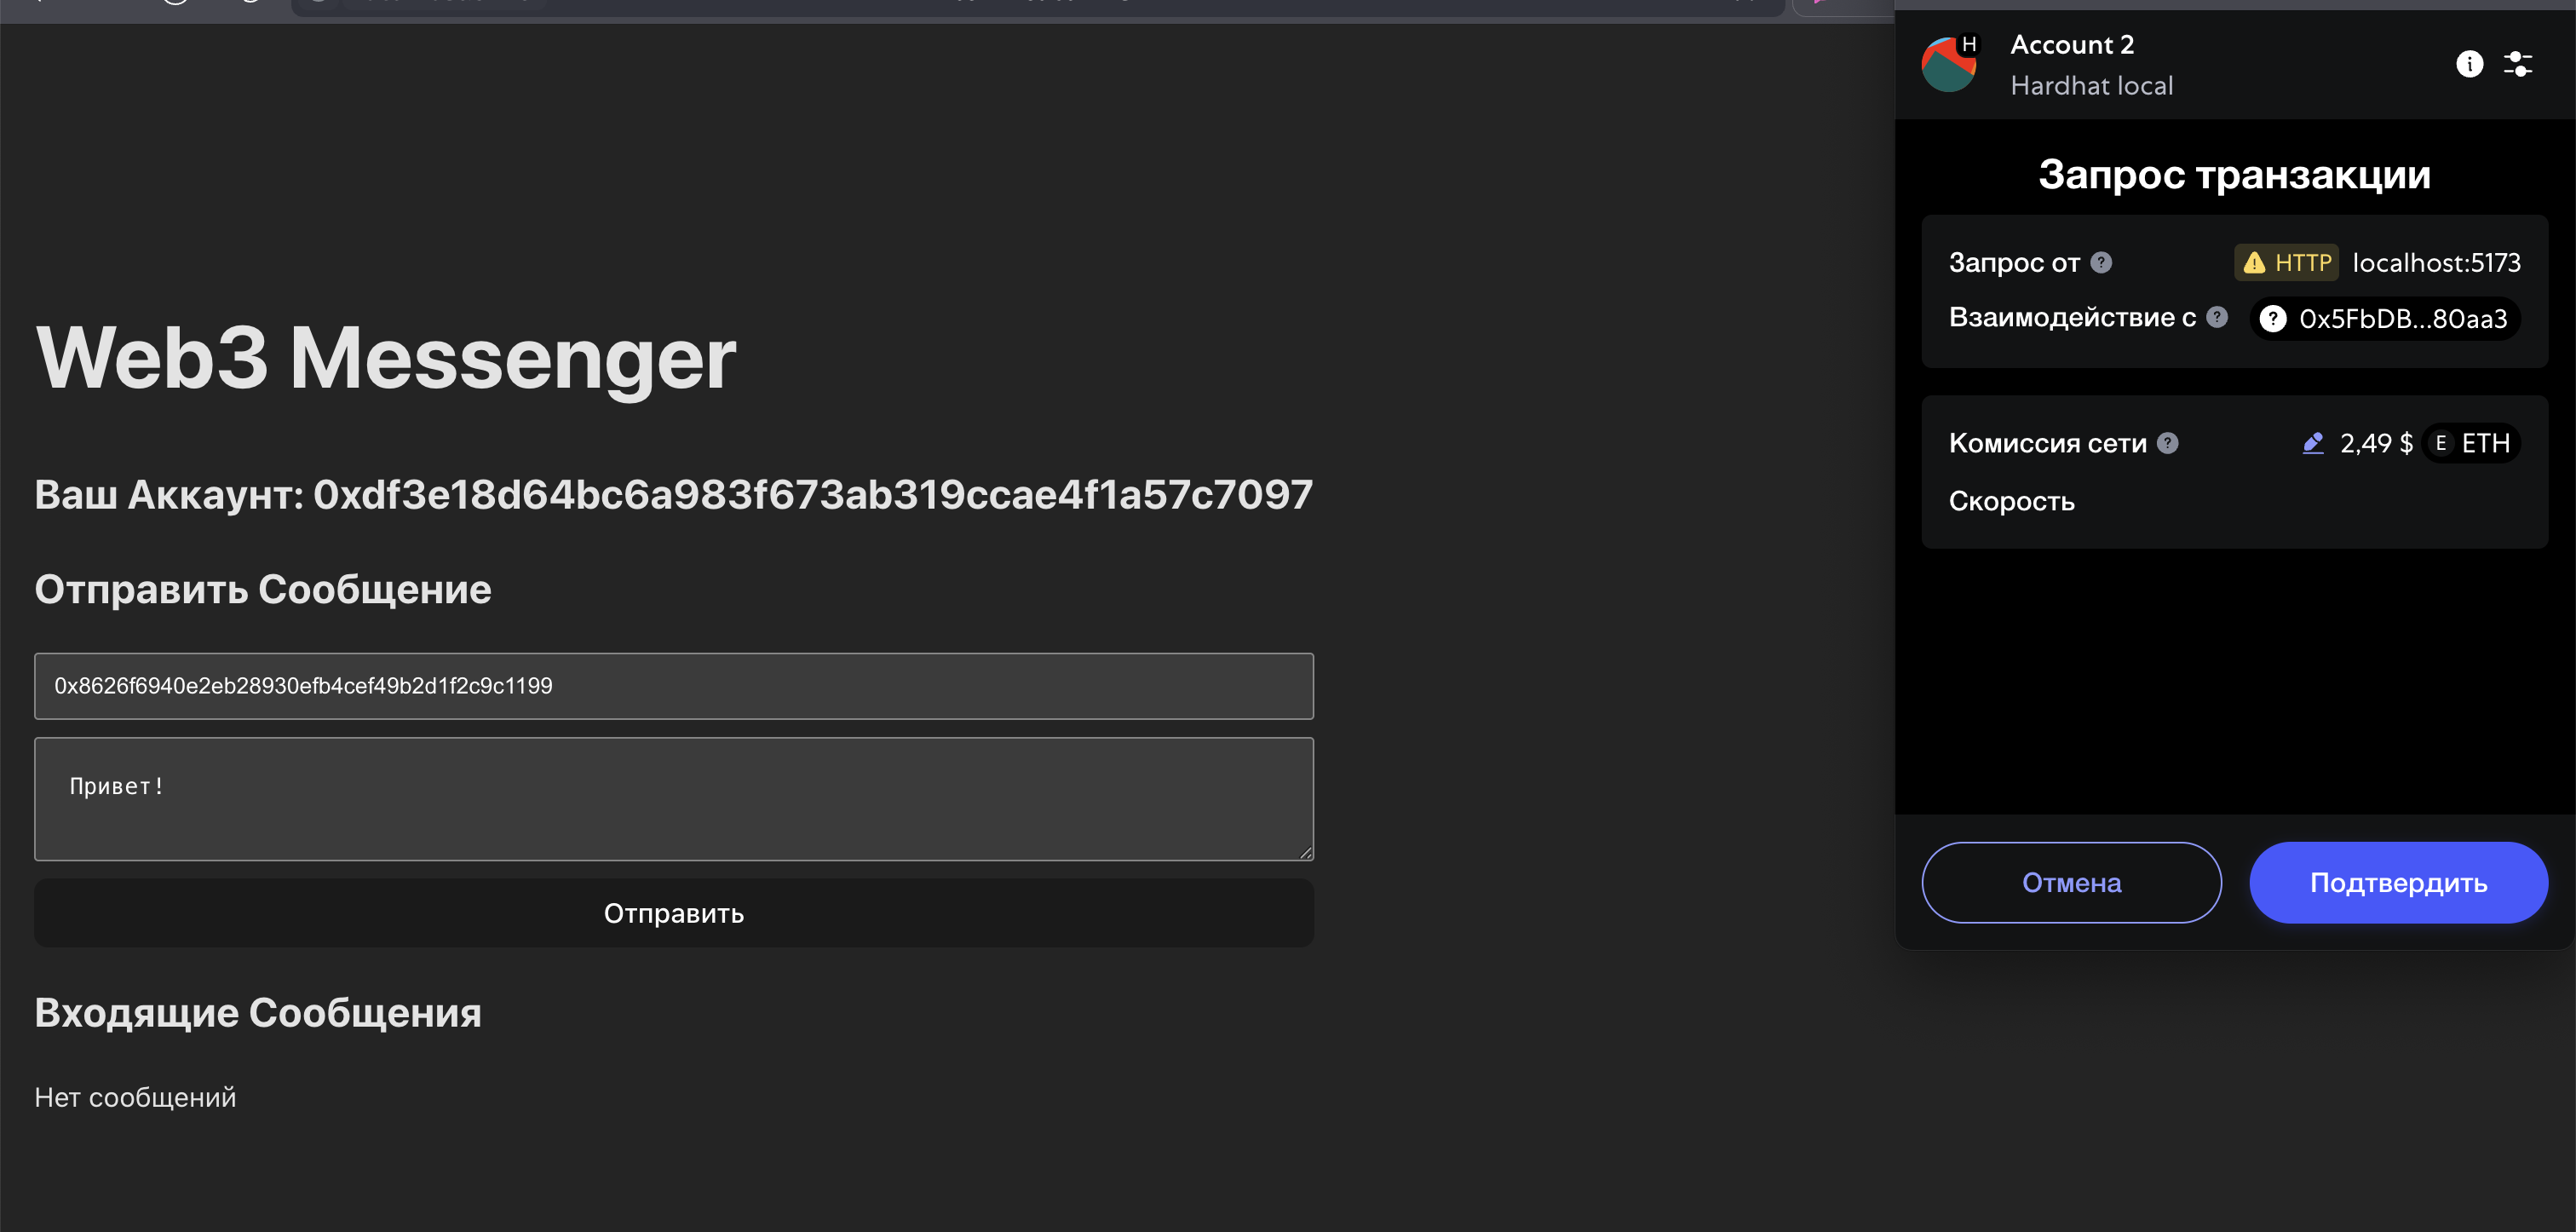 Web3 Messenger
Ваш Аккаунт: 0xdf3e18d64bc6a983f673ab319ccae4f1a57c7097
Отправить Сообщение
0x8626f6940e2eb28930efb4cef49b2d1f2c9c1199
Привет!
Отправить
Входящие Сообщения
Нет сообщений
H
Account 2
Hardhat local
Запрос транзакции
Запрос от ? HTTP localhost:5173
Взаимодействие с ? ? 0x5FbDB...80aa3
Комиссия сети ? 2,49 $ E ETH
Скорость
Отмена
Подтвердить